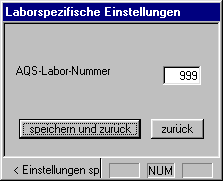 Laborspezifische Einstellungen
AQS-Labor-Nummer
999
speichern und zurück
zurück
< Einstellungen sp
NUM